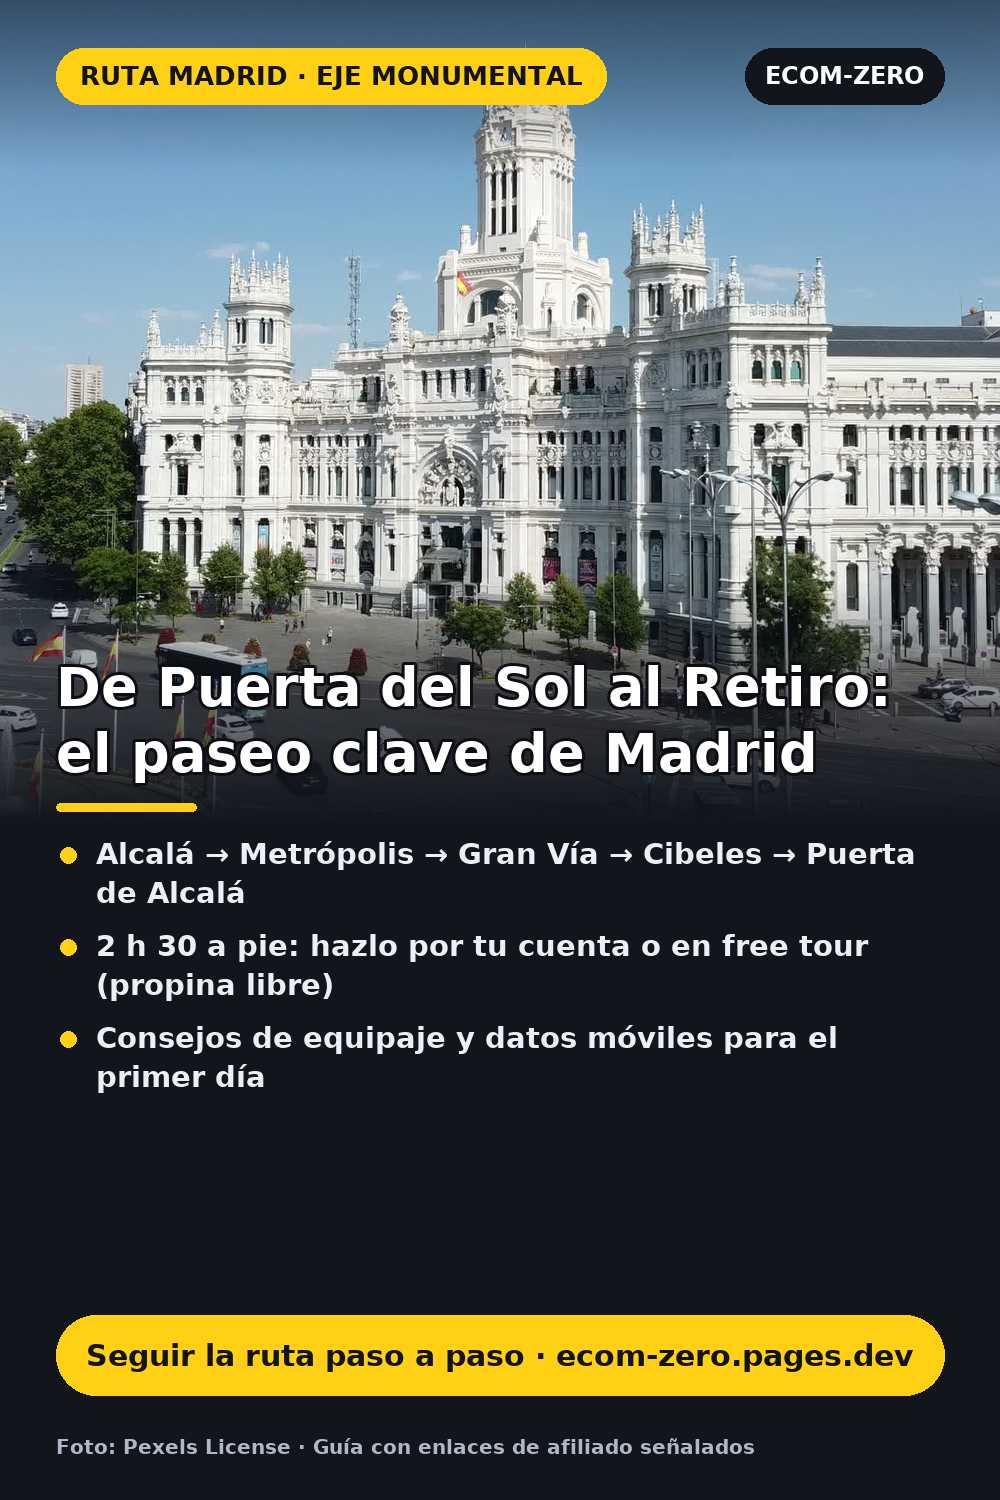 RUTA MADRID · EJE MONUMENTAL
ECOM-ZERO
De Puerta del Sol al Retiro:
el paseo clave de Madrid
Alcalá → Metrópolis → Gran Vía → Cibeles → Puerta
de Alcalá
2 h 30 a pie: hazlo por tu cuenta o en free tour
(propina libre)
Consejos de equipaje y datos móviles para el
primer día
Seguir la ruta paso a paso · ecom-zero.pages.dev
Foto: Pexels License · Guía con enlaces de afiliado señalados